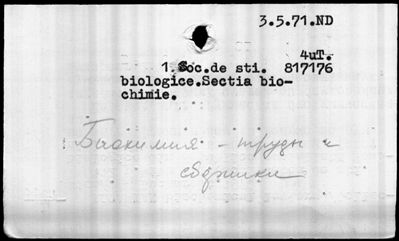 3.5.71.ND
4uT.
1. Soc.de sti. 817176
biologice.Sectia bio-
chimie.
Биохимия - труды и
сборники